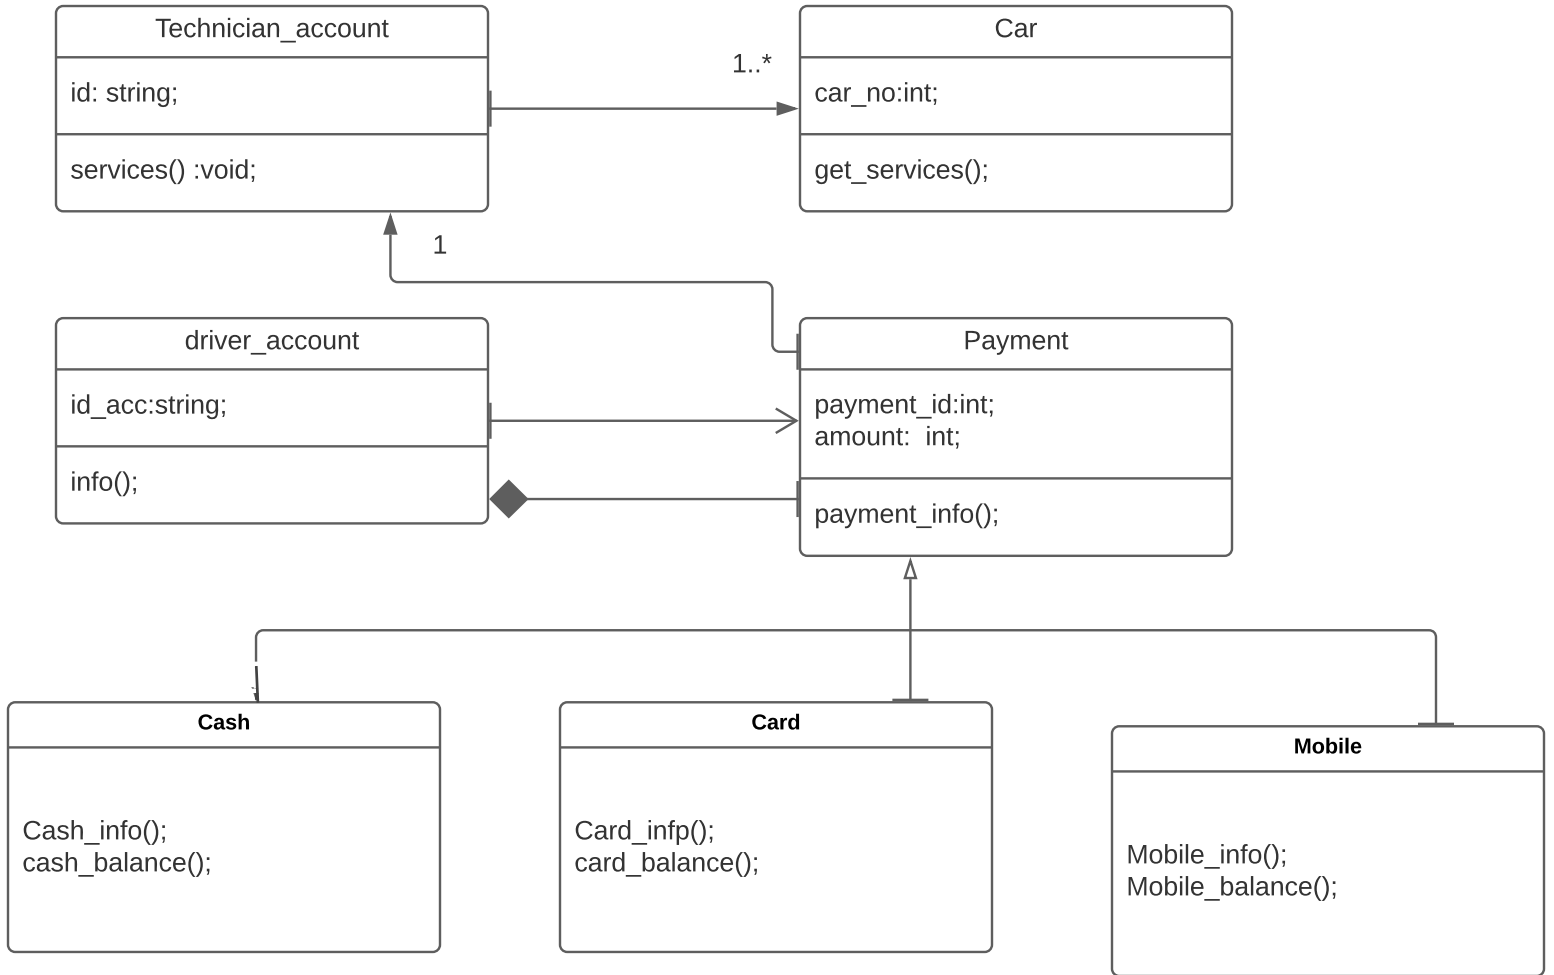 Technician_account
id: string;
services() :void;
1..*
Car
car_no:int;
get_services();
1
driver_account
id_acc:string;
info();
Payment
payment_id:int;
amount:  int;
payment_info();
Cash
Cash_info();
cash_balance();
Card
Card_infp();
card_balance();
Mobile
Mobile_info();
Mobile_balance();